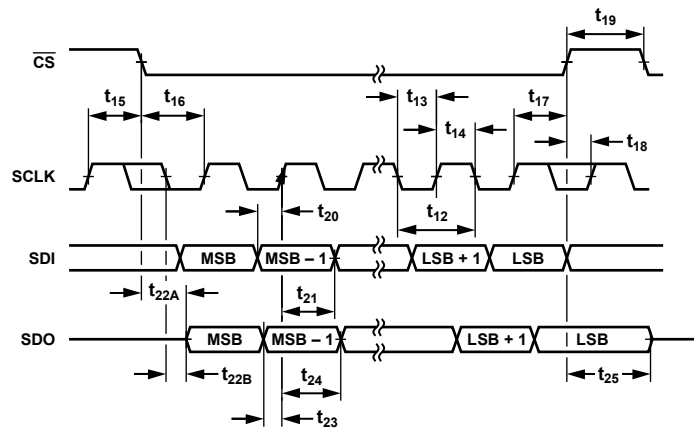 t19
CS
t15
t16
t13
t17
t14
t18
SCLK
t20
t12
SDI
MSB
MSB – 1
LSB + 1
LSB
t22A
t21
SDO
MSB
MSB – 1
LSB + 1
LSB
t22B
t24
t25
t23